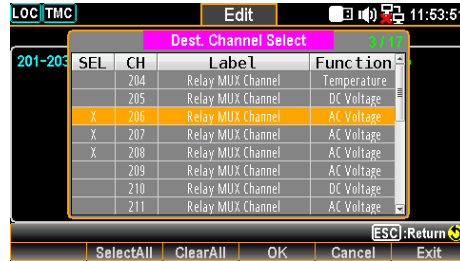 LOC TMC Edit 11:53:51
Dest. Channel Select 3/17
201-203 SEL CH Label Function
204 Relay MUX Channel Temperature
205 Relay MUX Channel DC Voltage
X 206 Relay MUX Channel AC Voltage
X 207 Relay MUX Channel AC Voltage
X 208 Relay MUX Channel AC Voltage
209 Relay MUX Channel AC Voltage
210 Relay MUX Channel DC Voltage
211 Relay MUX Channel AC Voltage
ESC :Return
SelectAll ClearAll OK Cancel Exit